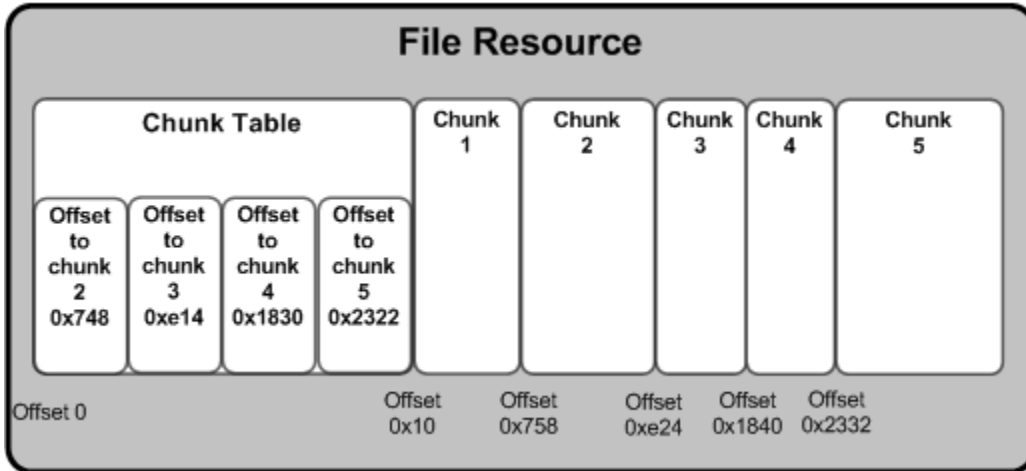 File Resource
Chunk Table
Chunk
1
Chunk
2
Chunk
3
Chunk
4
Chunk
5
Offset
to
chunk
2
0x748
Offset
to
chunk
3
0xe14
Offset
to
chunk
4
0x1830
Offset
to
chunk
5
0x2322
Offset 0
Offset
0x10
Offset
0x758
Offset
0xe24
Offset
0x1840
Offset
0x2332